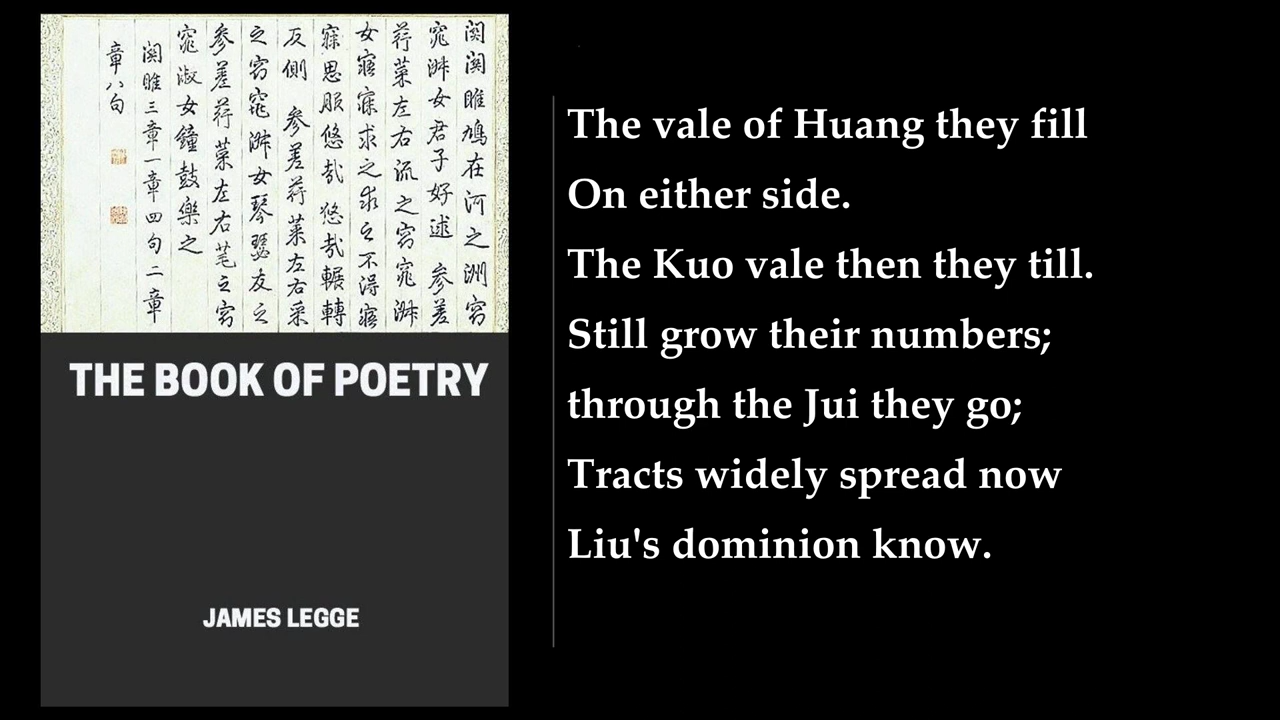 関関雎鳩在河之洲窈
窕淑女君子好逑 参差
荇菜左右流之窈窕淑
女寤寐求之求之不得寤
寐思服悠哉悠哉輾轉
反側 参差荇菜左右采
之窈窕淑女琴瑟友之
参差荇菜左右芼之窈
窕淑女鐘鼓樂之
関雎三章一章四句二章
章八句
THE BOOK OF POETRY
JAMES LEGGE
The vale of Huang they fill
On either side.
The Kuo vale then they till.
Still grow their numbers;
through the Jui they go;
Tracts widely spread now
Liu's dominion know.